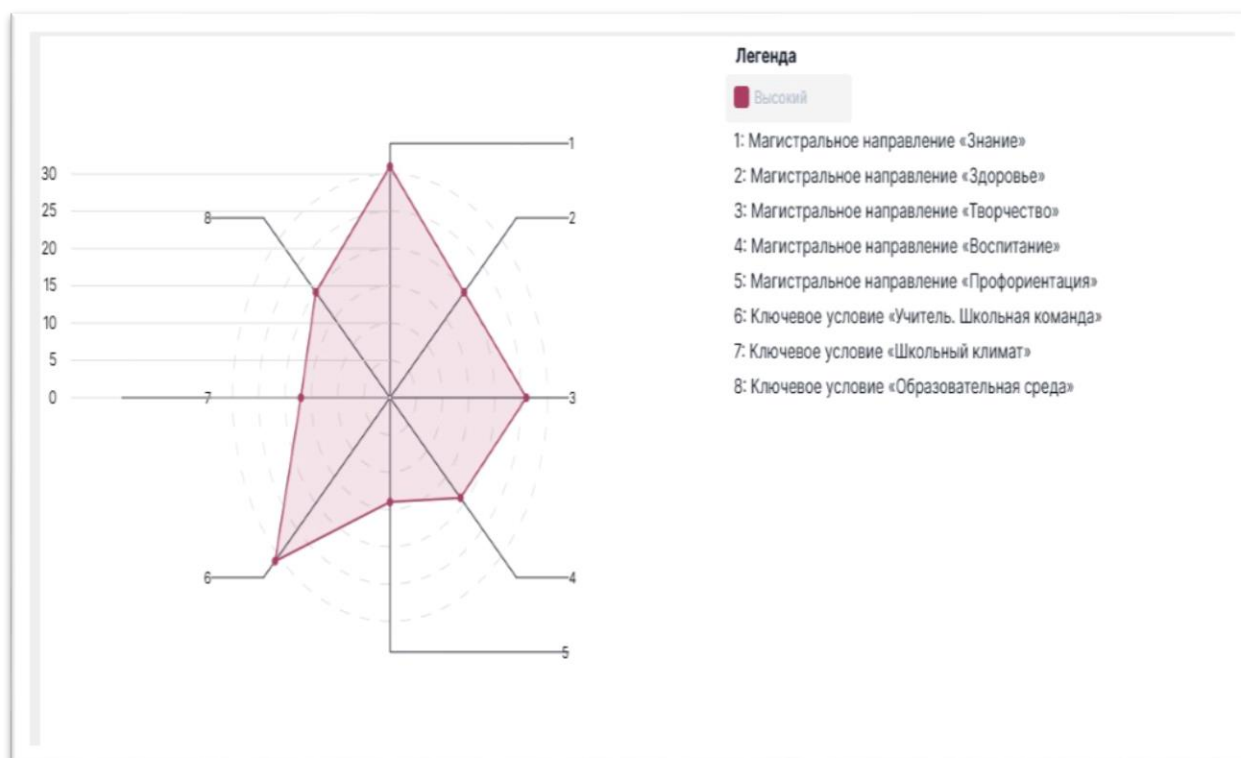 Легенда
Высокий
1: Магистральное направление «Знание»
2: Магистральное направление «Здоровье»
3: Магистральное направление «Творчество»
4: Магистральное направление «Воспитание»
5: Магистральное направление «Профориентация»
6: Ключевое условие «Учитель. Школьная команда»
7: Ключевое условие «Школьный климат»
8: Ключевое условие «Образовательная среда»
1
30
25
8
2
20
15
10
5
0
7
3
6
4
5